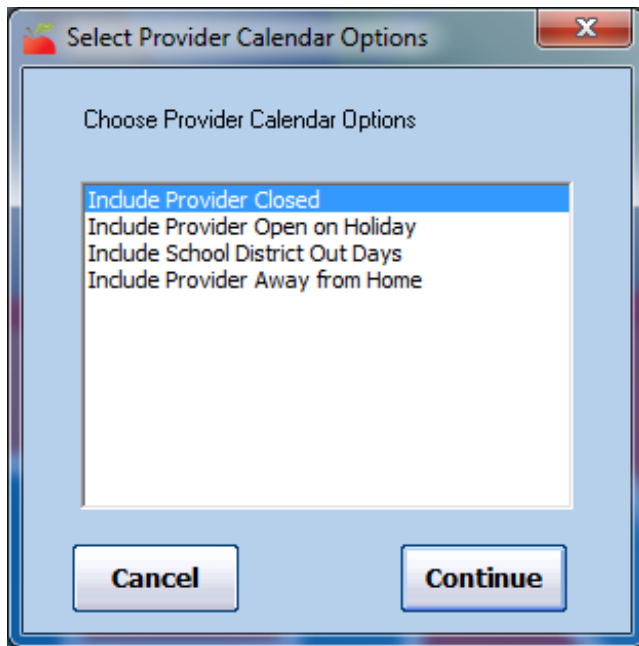 Select Provider Calendar Options
Choose Provider Calendar Options
Include Provider Closed
Include Provider Open on Holiday
Include School District Out Days
Include Provider Away from Home
Cancel
Continue